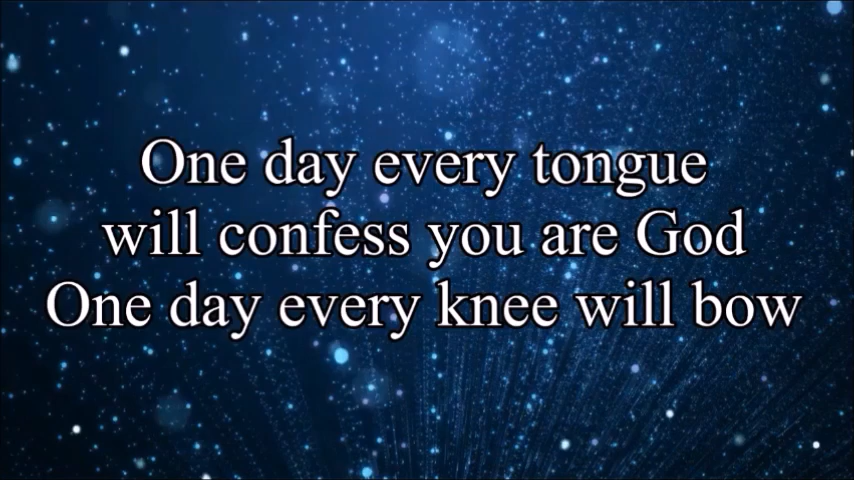 One day every tongue
will confess you are God
One day every knee will bow